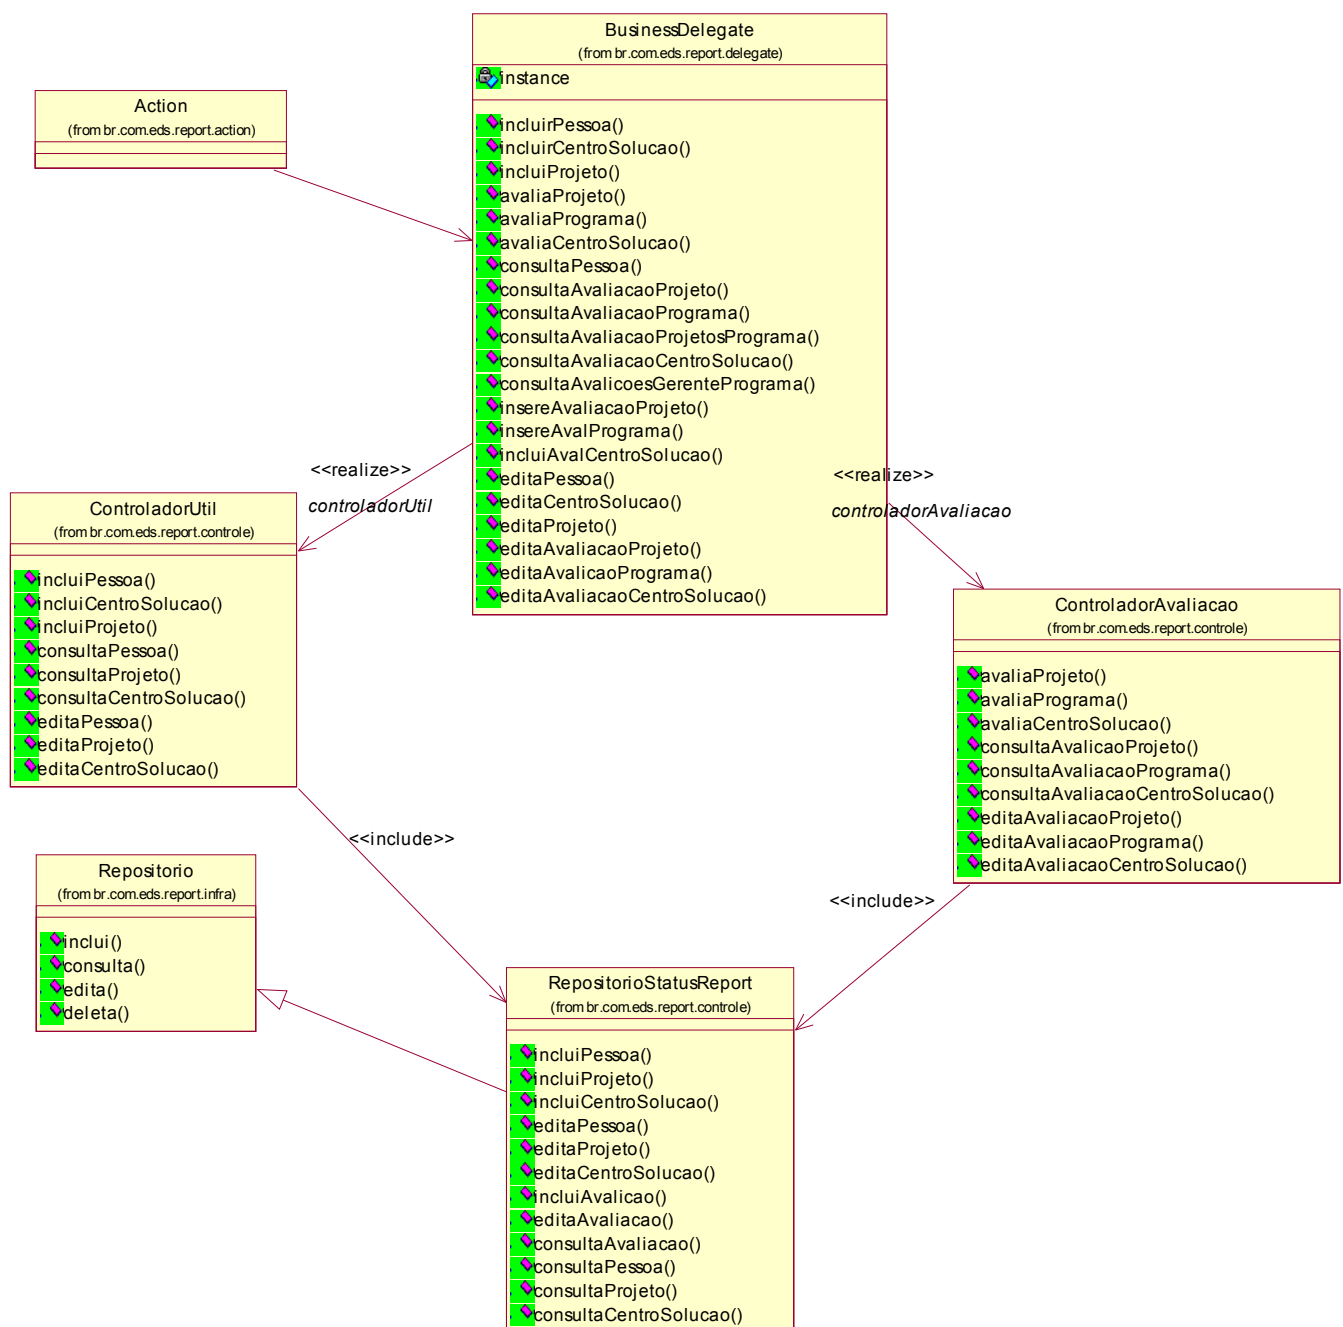 BusinessDelegate
(from br.com.eds.report.delegate)
instance
incluirPessoa()
incluirCentroSolucao()
incluiProjeto()
avaliaProjeto()
avaliaPrograma()
avaliaCentroSolucao()
consultaPessoa()
consultaAvaliacaoProjeto()
consultaAvaliacaoPrograma()
consultaAvaliacaoProjetosPrograma()
consultaAvaliacaoCentroSolucao()
consultaAvalicoesGerentePrograma()
insereAvaliacaoProjeto()
insereAvalPrograma()
incluiAvalCentroSolucao()
editaPessoa()
editaCentroSolucao()
editaProjeto()
editaAvaliacaoProjeto()
editaAvalicaoPrograma()
editaAvaliacaoCentroSolucao()
Action
(from br.com.eds.report.action)
<<realize>>
controladorUtil
<<realize>>
controladorAvaliacao
ControladorUtil
(from br.com.eds.report.controle)
incluiPessoa()
incluiCentroSolucao()
incluiProjeto()
consultaPessoa()
consultaProjeto()
consultaCentroSolucao()
editaPessoa()
editaProjeto()
editaCentroSolucao()
ControladorAvaliacao
(from br.com.eds.report.controle)
avaliaProjeto()
avaliaPrograma()
avaliaCentroSolucao()
consultaAvalicaoProjeto()
consultaAvaliacaoPrograma()
consultaAvaliacaoCentroSolucao()
editaAvaliacaoProjeto()
editaAvaliacaoPrograma()
editaAvaliacaoCentroSolucao()
<<include>>
<<include>>
Repositorio
(from br.com.eds.report.infra)
inclui()
consulta()
edita()
deleta()
RepositorioStatusReport
(from br.com.eds.report.controle)
incluiPessoa()
incluiProjeto()
incluiCentroSolucao()
editaPessoa()
editaProjeto()
editaCentroSolucao()
incluiAvalicao()
editaAvaliacao()
consultaAvaliacao()
consultaPessoa()
consultaProjeto()
consultaCentroSolucao()